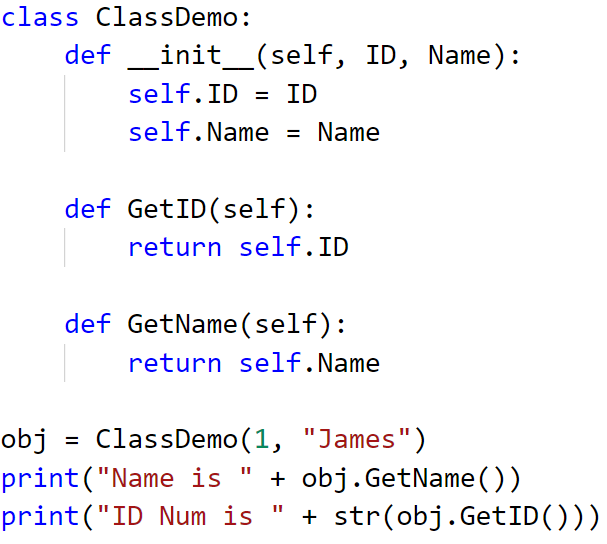 class ClassDemo:
    def __init__(self, ID, Name):
        self.ID = ID
        self.Name = Name

    def GetID(self):
        return self.ID

    def GetName(self):
        return self.Name

obj = ClassDemo(1, "James")
print("Name is " + obj.GetName())
print("ID Num is " + str(obj.GetID()))